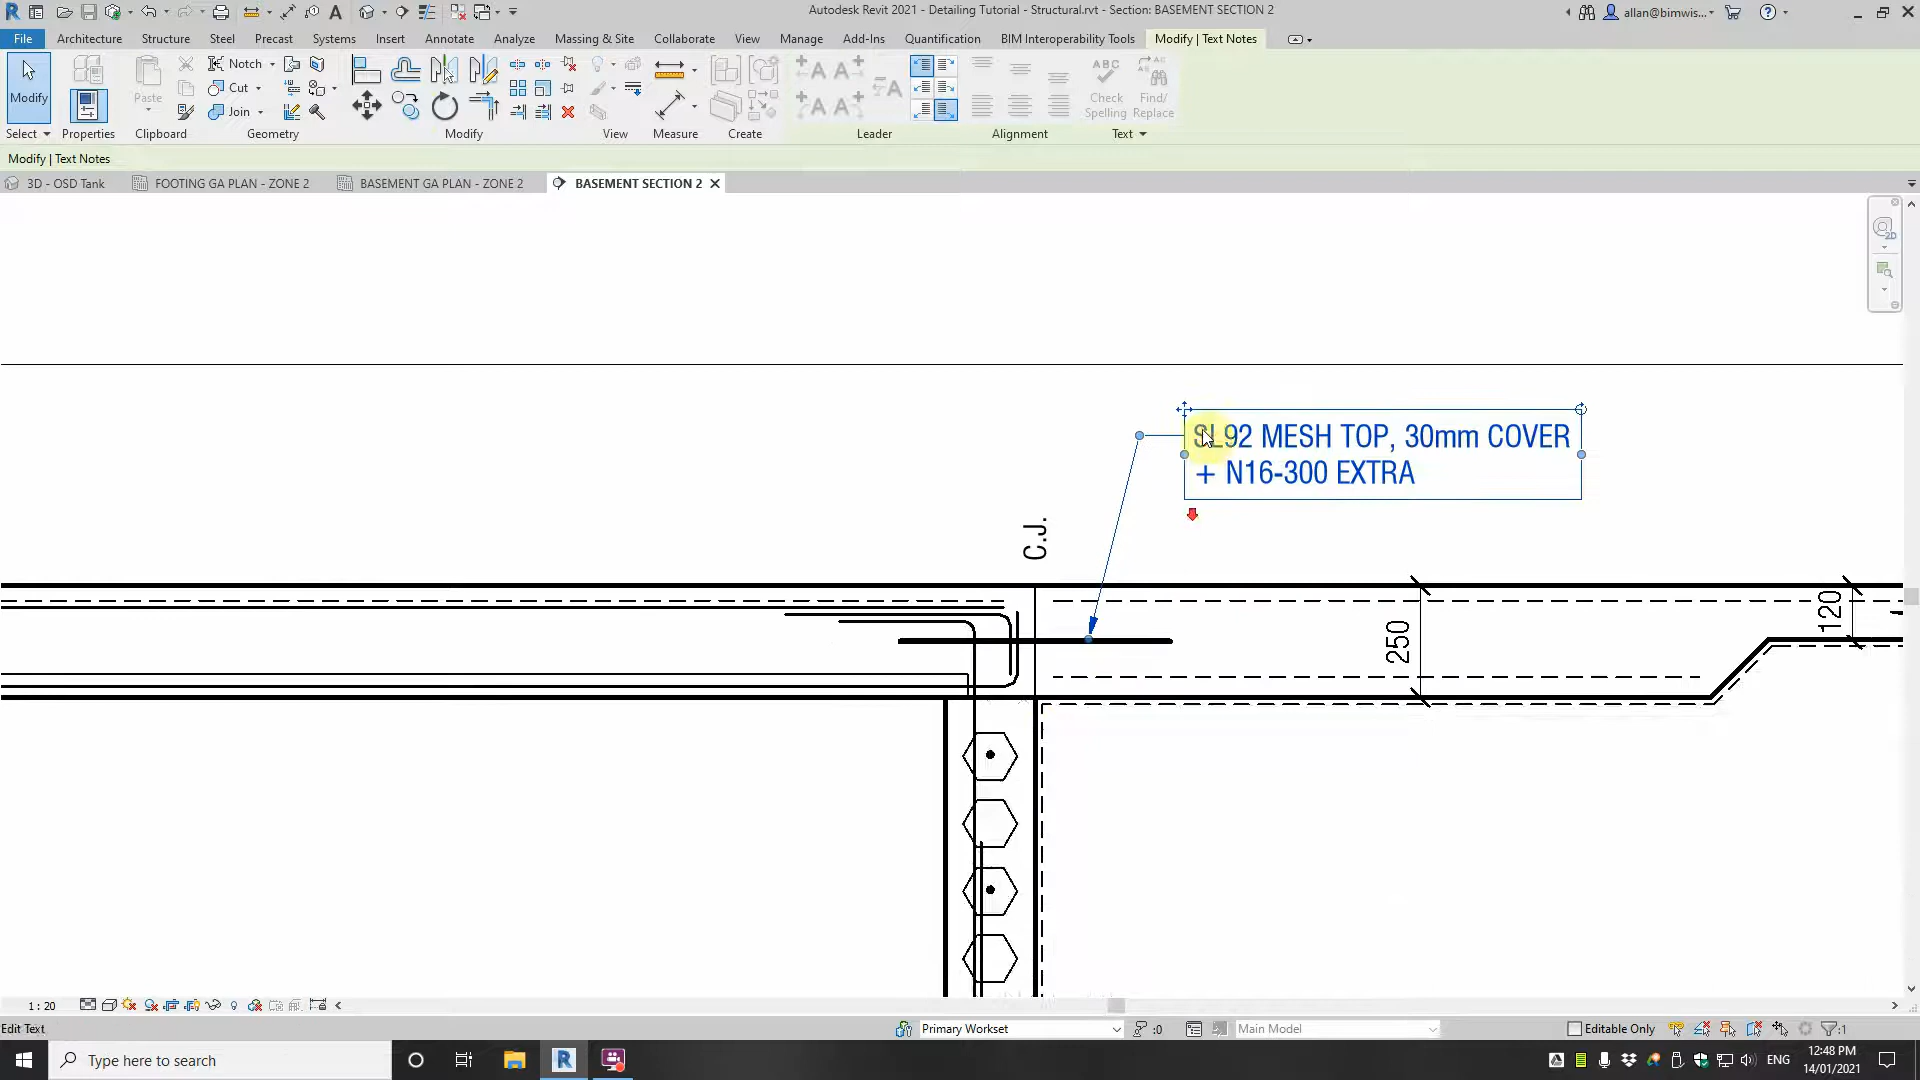 Autodesk Revit 2021 - Detailing Tutorial - Structural.rvt - Section: BASEMENT SECTION 2
allan@bimwis...
File Architecture Structure Steel Precast Systems Insert Annotate Analyze Massing & Site Collaborate View Manage Add-Ins Quantification BIM Interoperability Tools Modify | Text Notes
Modify
Paste
Notch
Cut
Join
Check Spelling
Find/ Replace
Select Properties Clipboard Geometry Modify View Measure Create Leader Alignment Text
Modify | Text Notes
3D - OSD Tank FOOTING GA PLAN - ZONE 2 BASEMENT GA PLAN - ZONE 2 BASEMENT SECTION 2
2D
SL92 MESH TOP, 30mm COVER
+ N16-300 EXTRA
C.J.
250
120
1 : 20
Edit Text
Primary Workset
:0
Main Model
Editable Only
:1
Type here to search
ENG
12:48 PM
14/01/2021